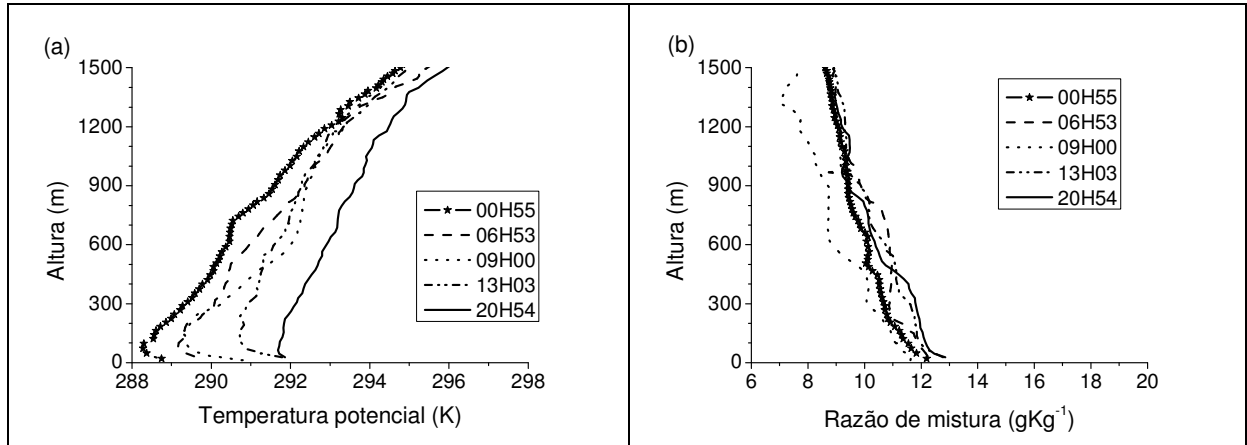 (a)
1500
1200
900
600
300
0
Altura (m)
00H55
06H53
09H00
13H03
20H54
288 290 292 294 296 298
Temperatura potencial (K)
(b)
1500
1200
900
600
300
0
Altura (m)
00H55
06H53
09H00
13H03
20H54
6 8 10 12 14 16 18 20
Razão de mistura (gKg⁻¹)